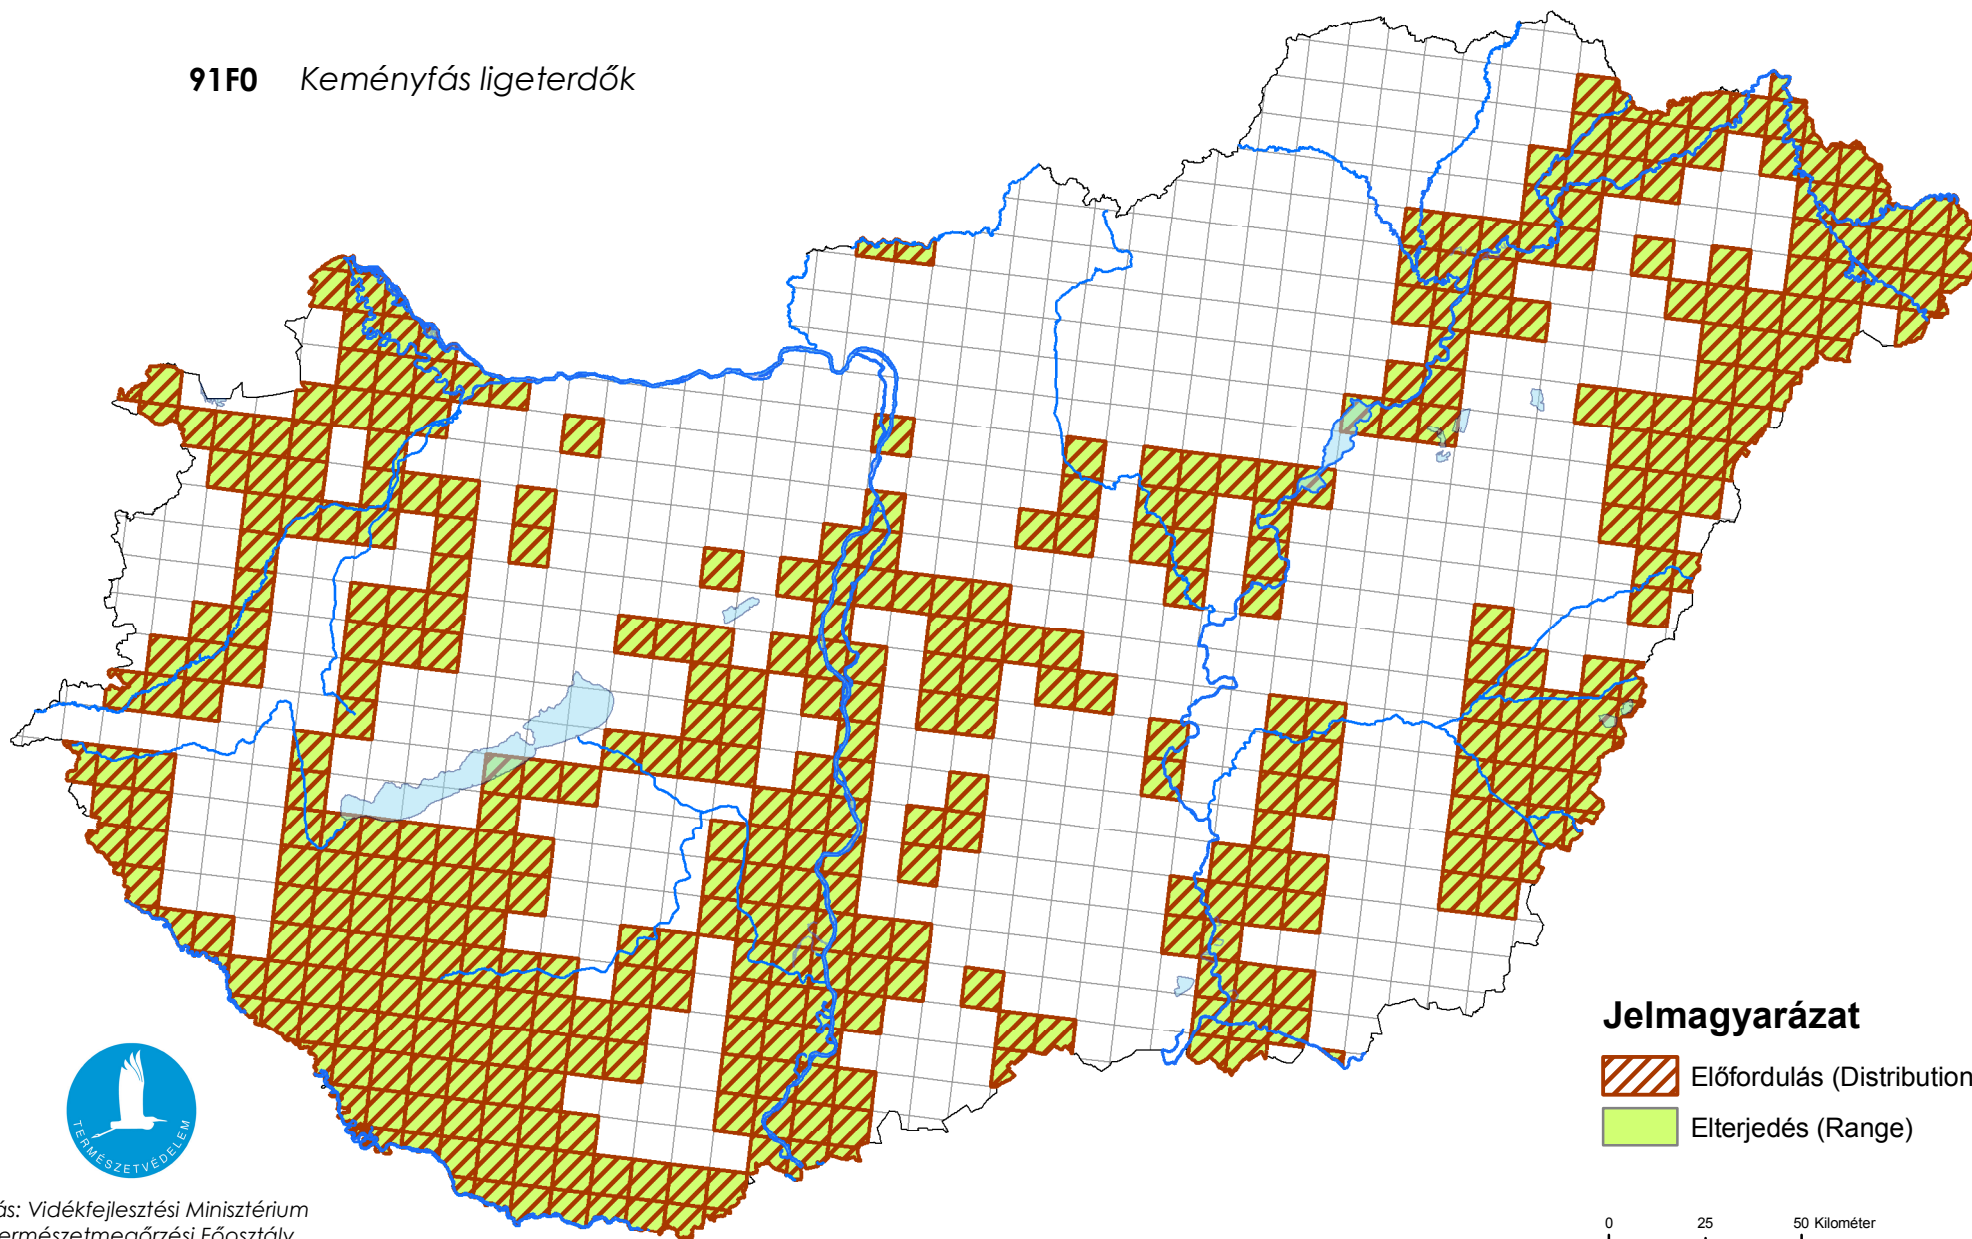 91F0 Keményfás ligeterdők
Jelmagyarázat
Előfordulás (Distribution
Elterjedés (Range)
0 25 50 Kilométer
TERMÉSZETVÉDELEM
ás: Vidékfejlesztési Minisztérium
ermészetmegőrzési Főosztály